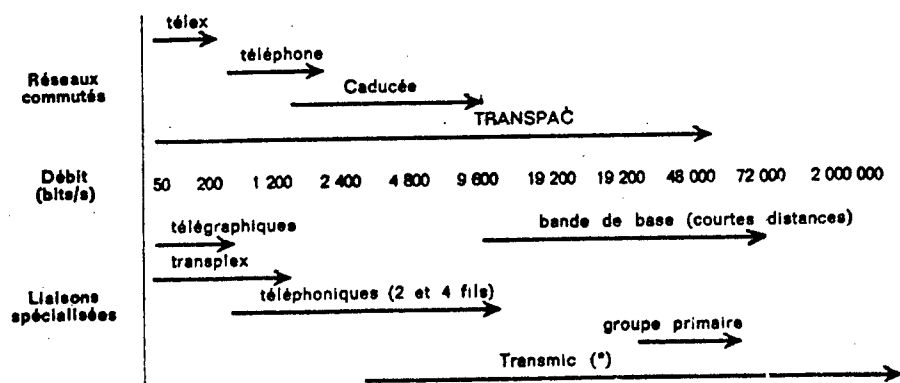 télex
téléphone
Réseaux
commutés
Caducée
TRANSPAC
Débit
(bits/s)
50 200 1 200 2 400 4 800 9 600 19 200 19 200 48 000 72 000 2 000 000
télégraphiques
bande de base (courtes distances)
transplex
Liaisons
spécialisées
téléphoniques (2 et 4 fils)
groupe primaire
Transmic (*)